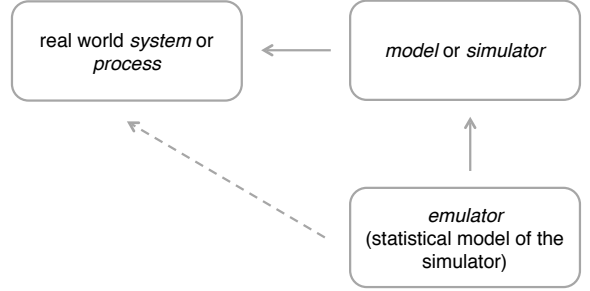 real world system or
process
model or simulator
emulator
(statistical model of the
simulator)